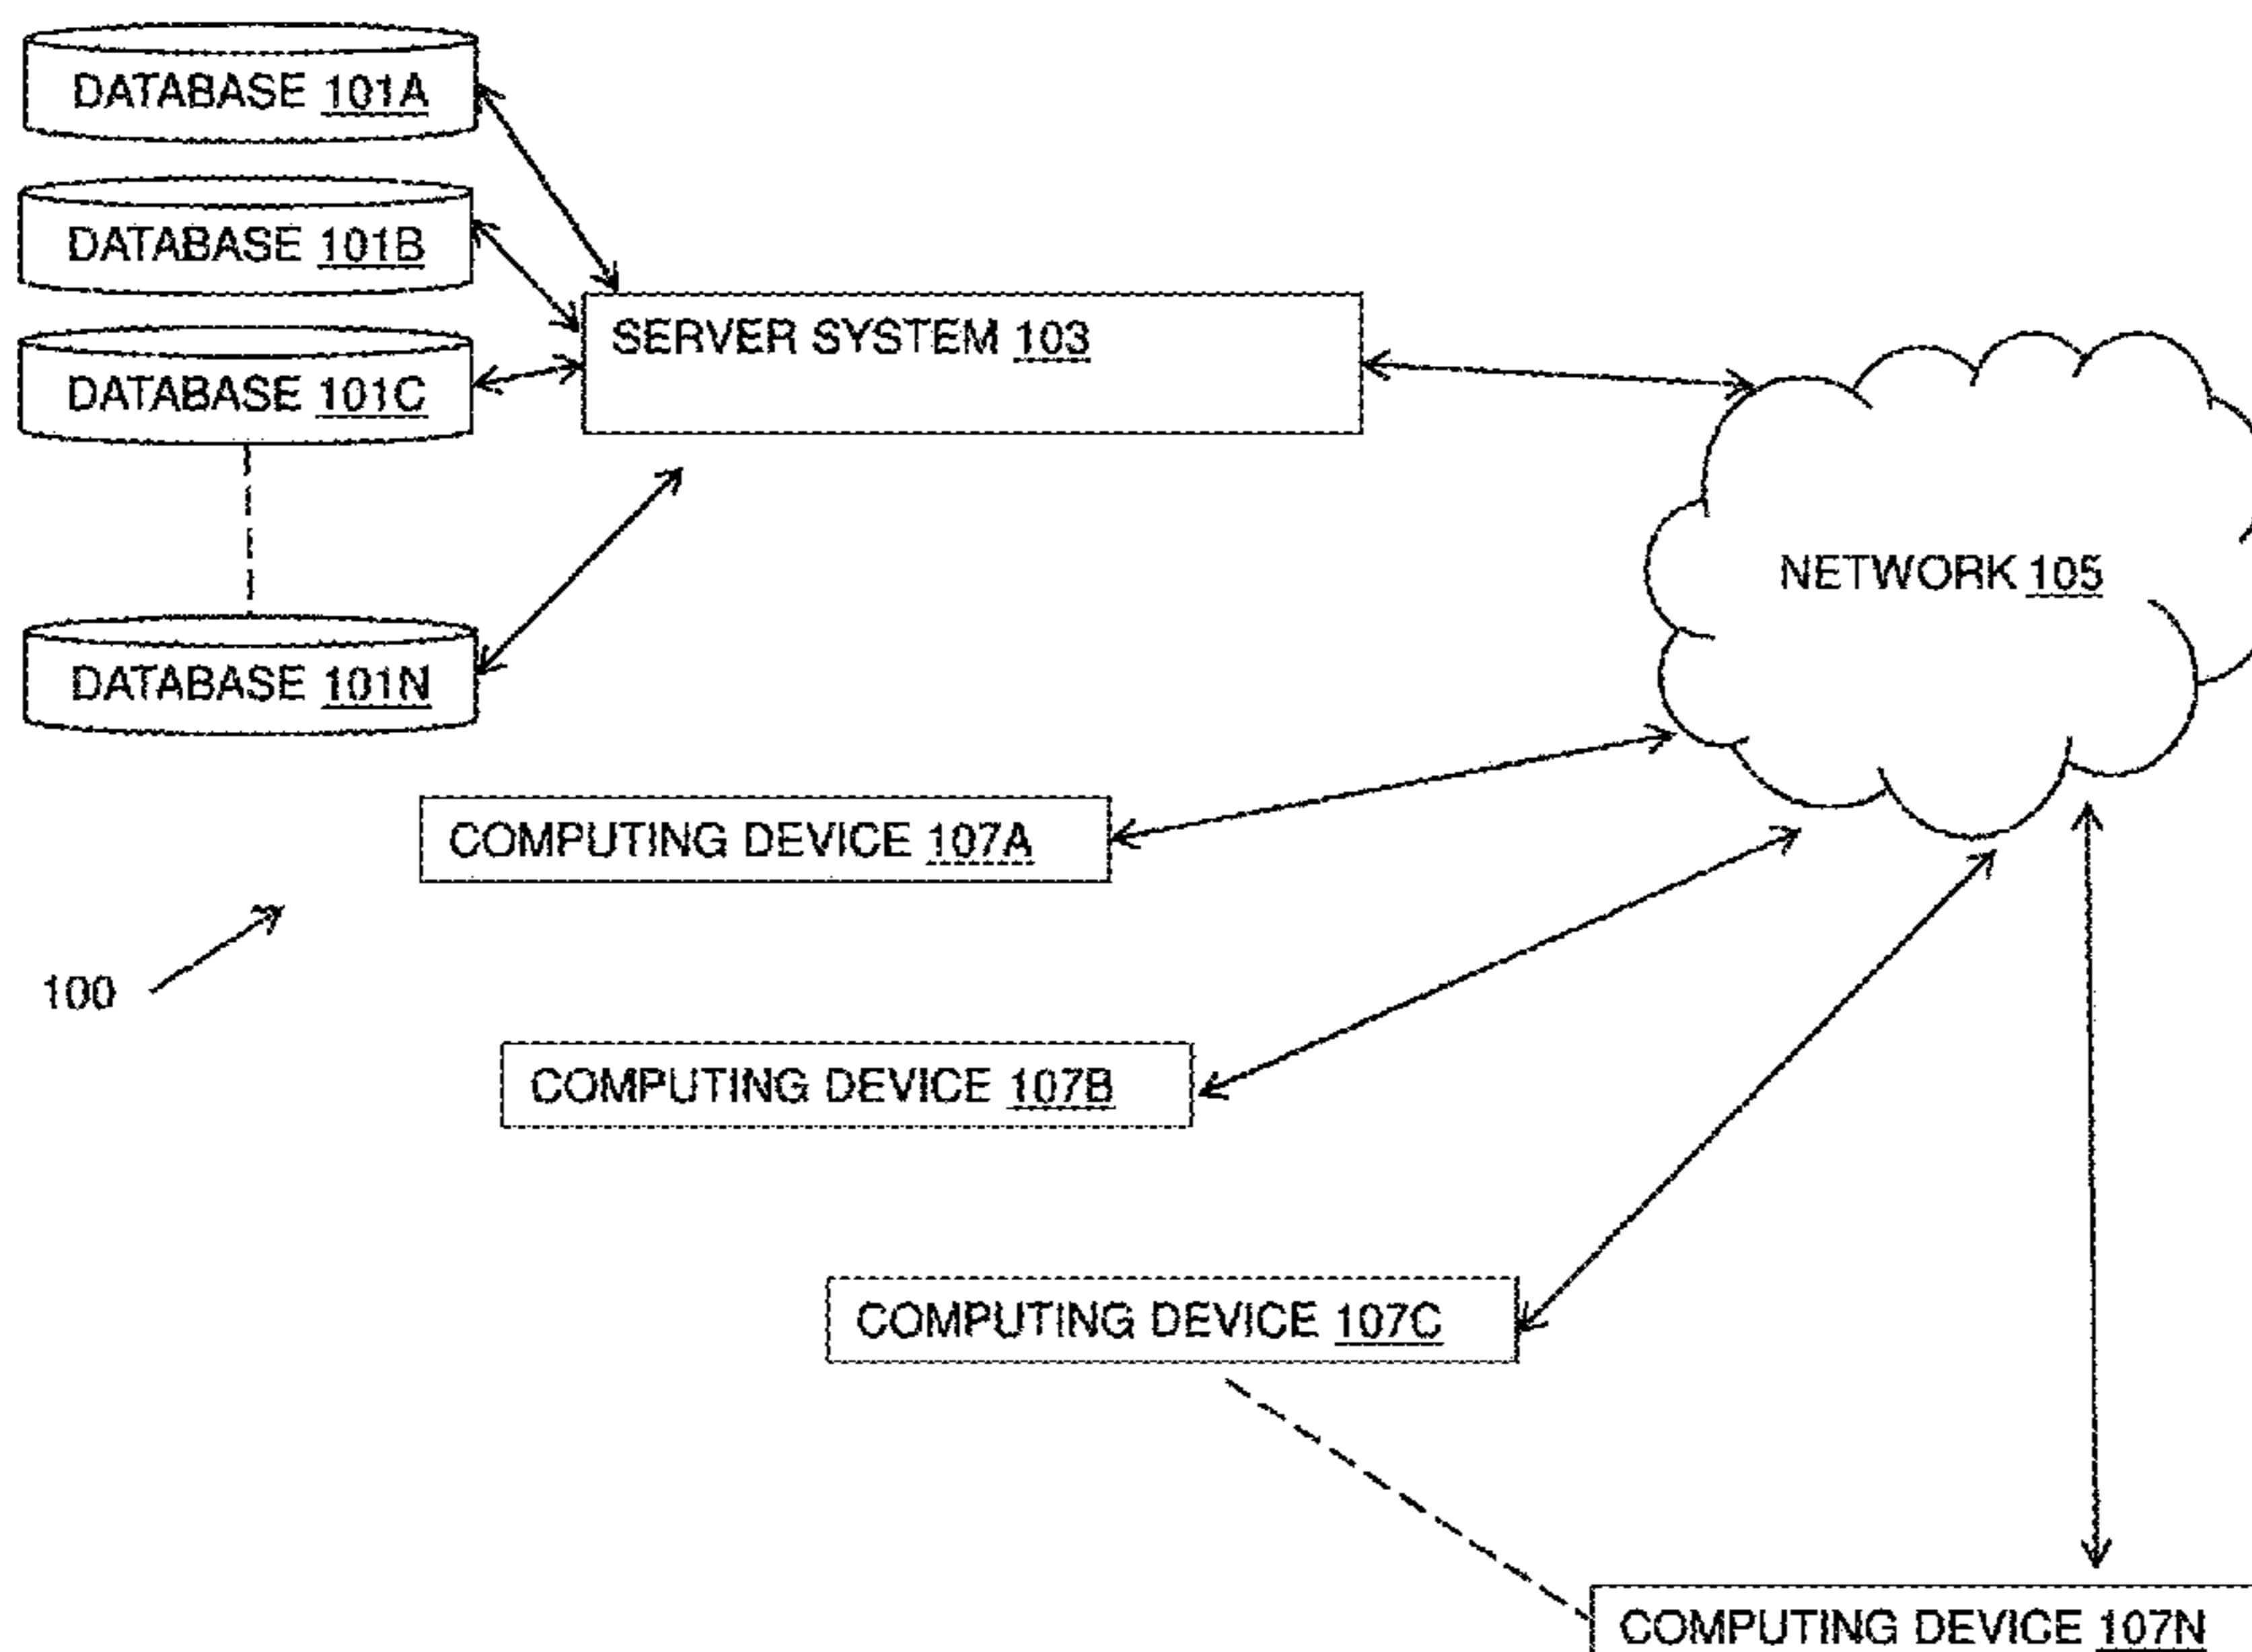 DATABASE 101A
DATABASE 101B
SERVER SYSTEM 103
DATABASE 101C
NETWORK 105
DATABASE 101N
COMPUTING DEVICE 107A
100
COMPUTING DEVICE 107B
COMPUTING DEVICE 107C
COMPUTING DEVICE 107N